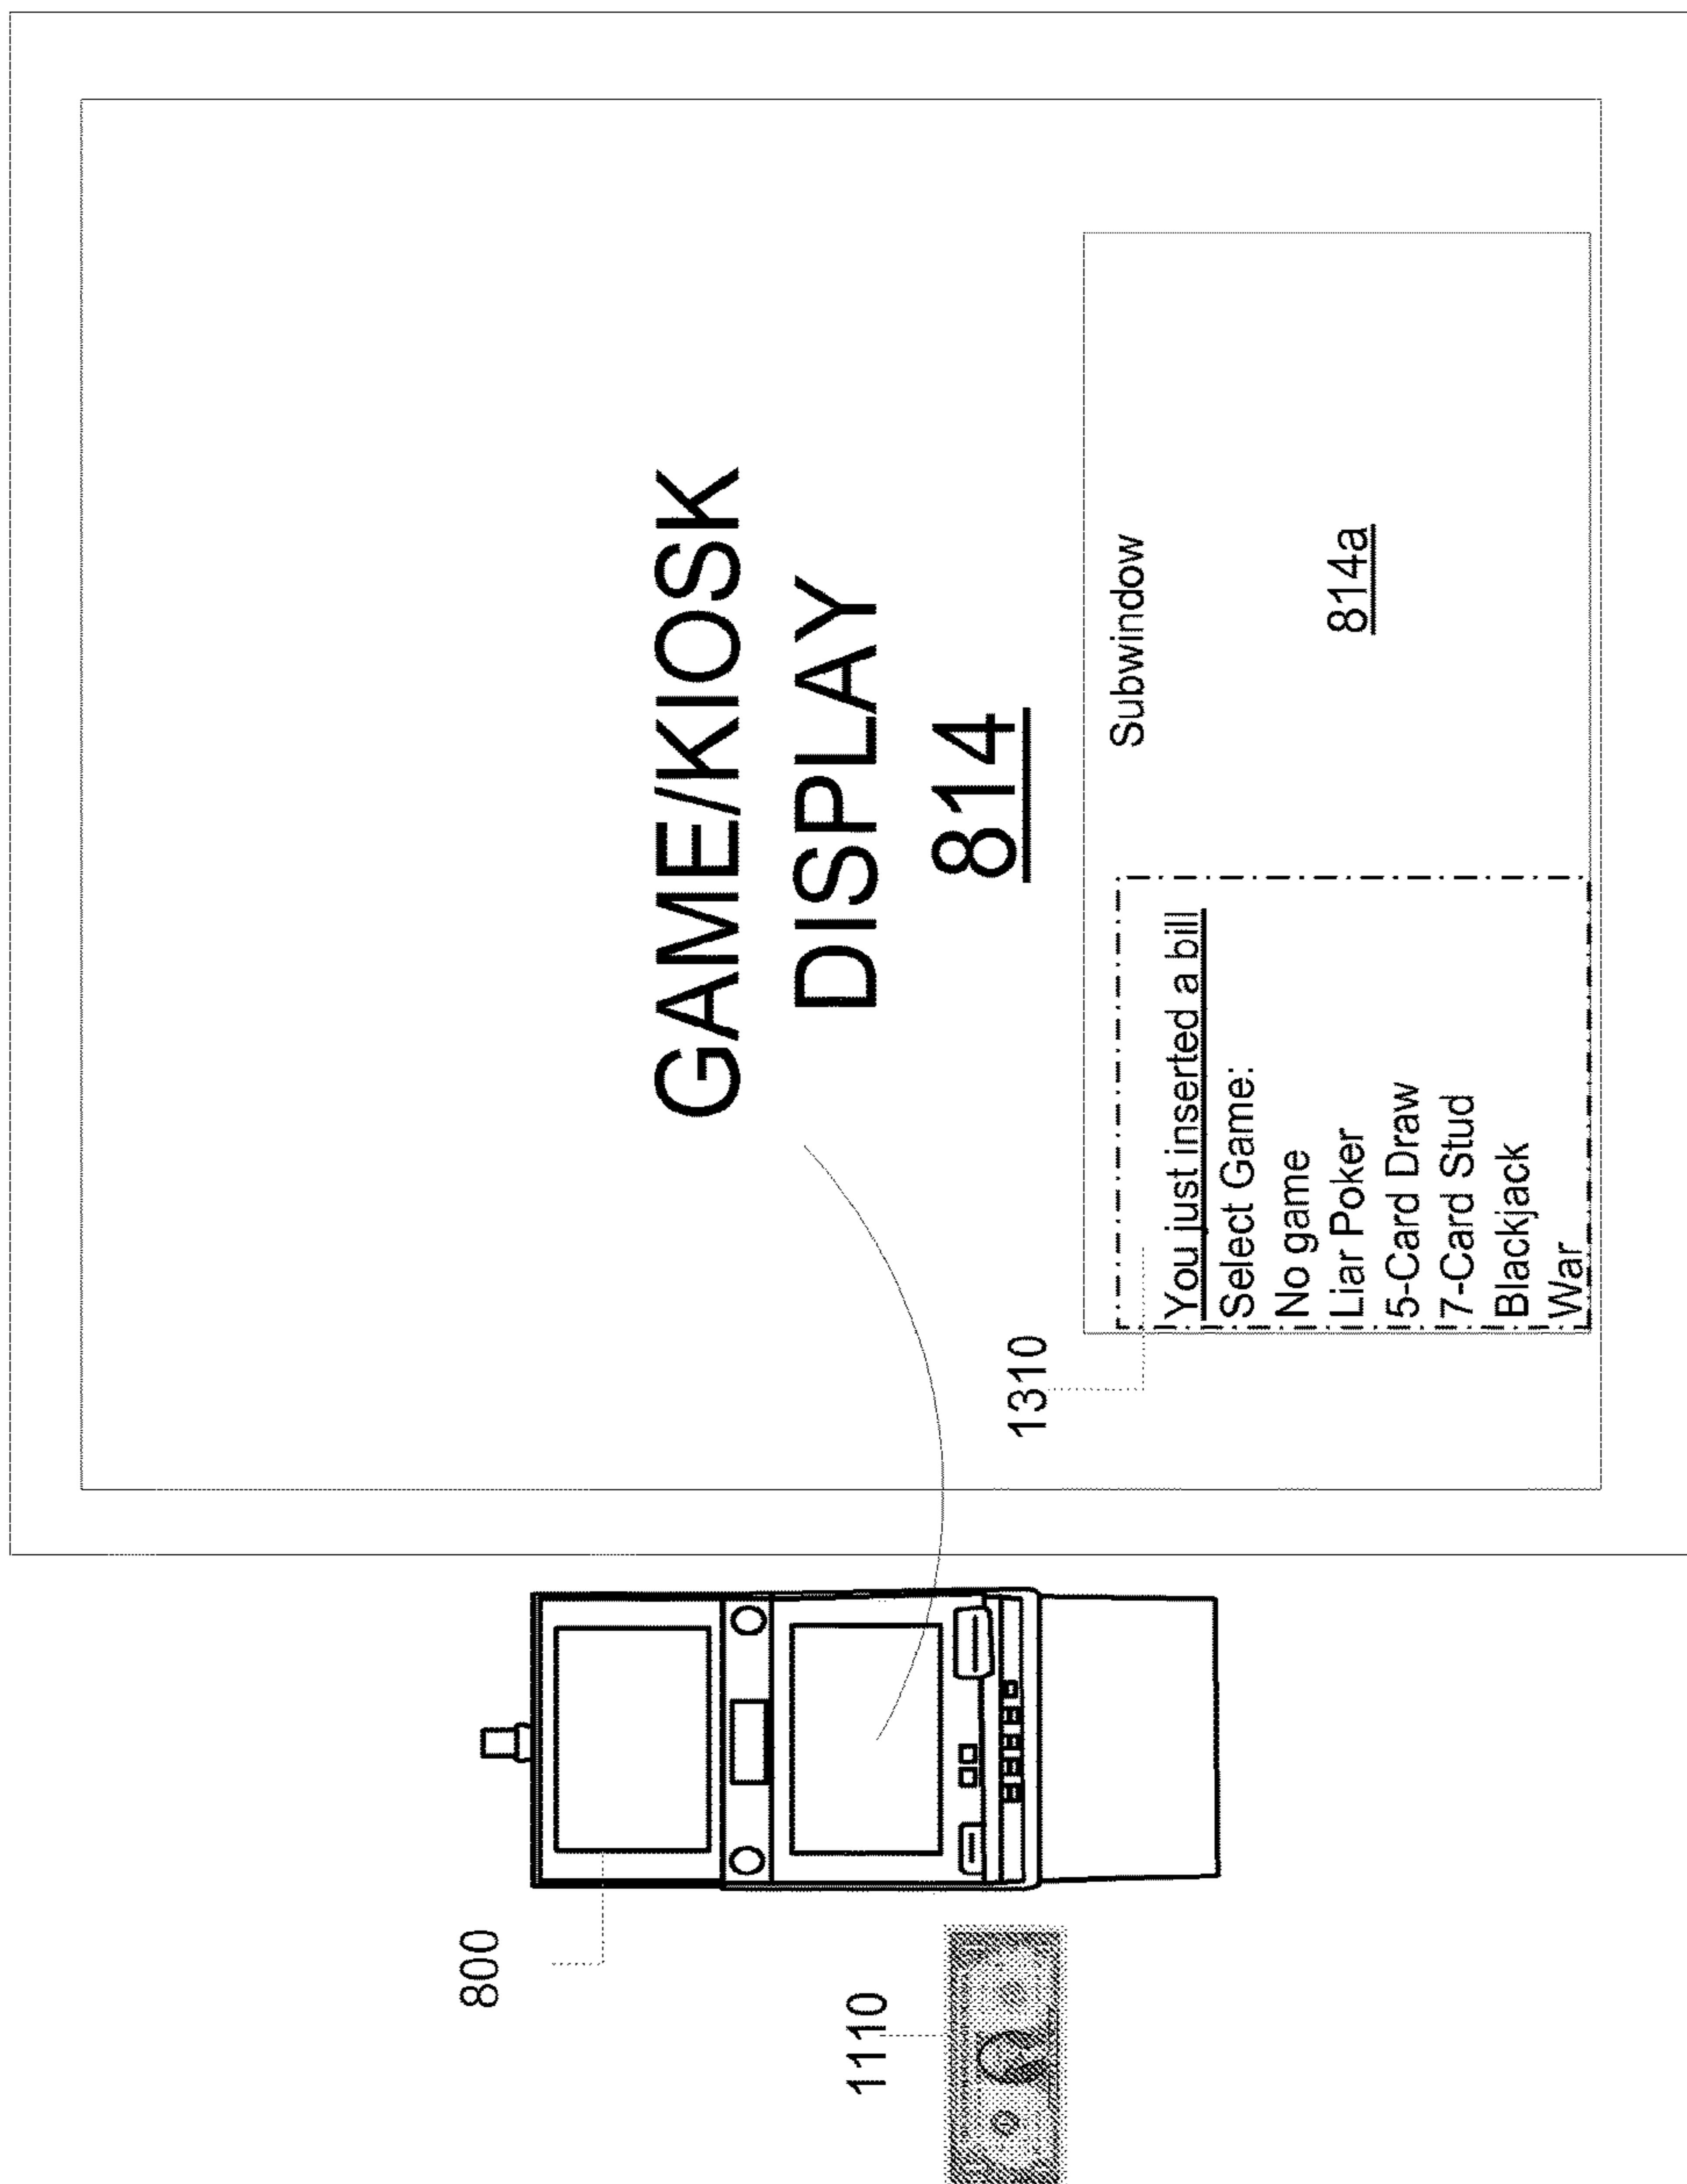 800
1110
GAME/KIOSK
DISPLAY
814
1310
Subwindow
814a
You just inserted a bill
Select Game:
No game
Liar Poker
5-Card Draw
7-Card Stud
Blackjack
War